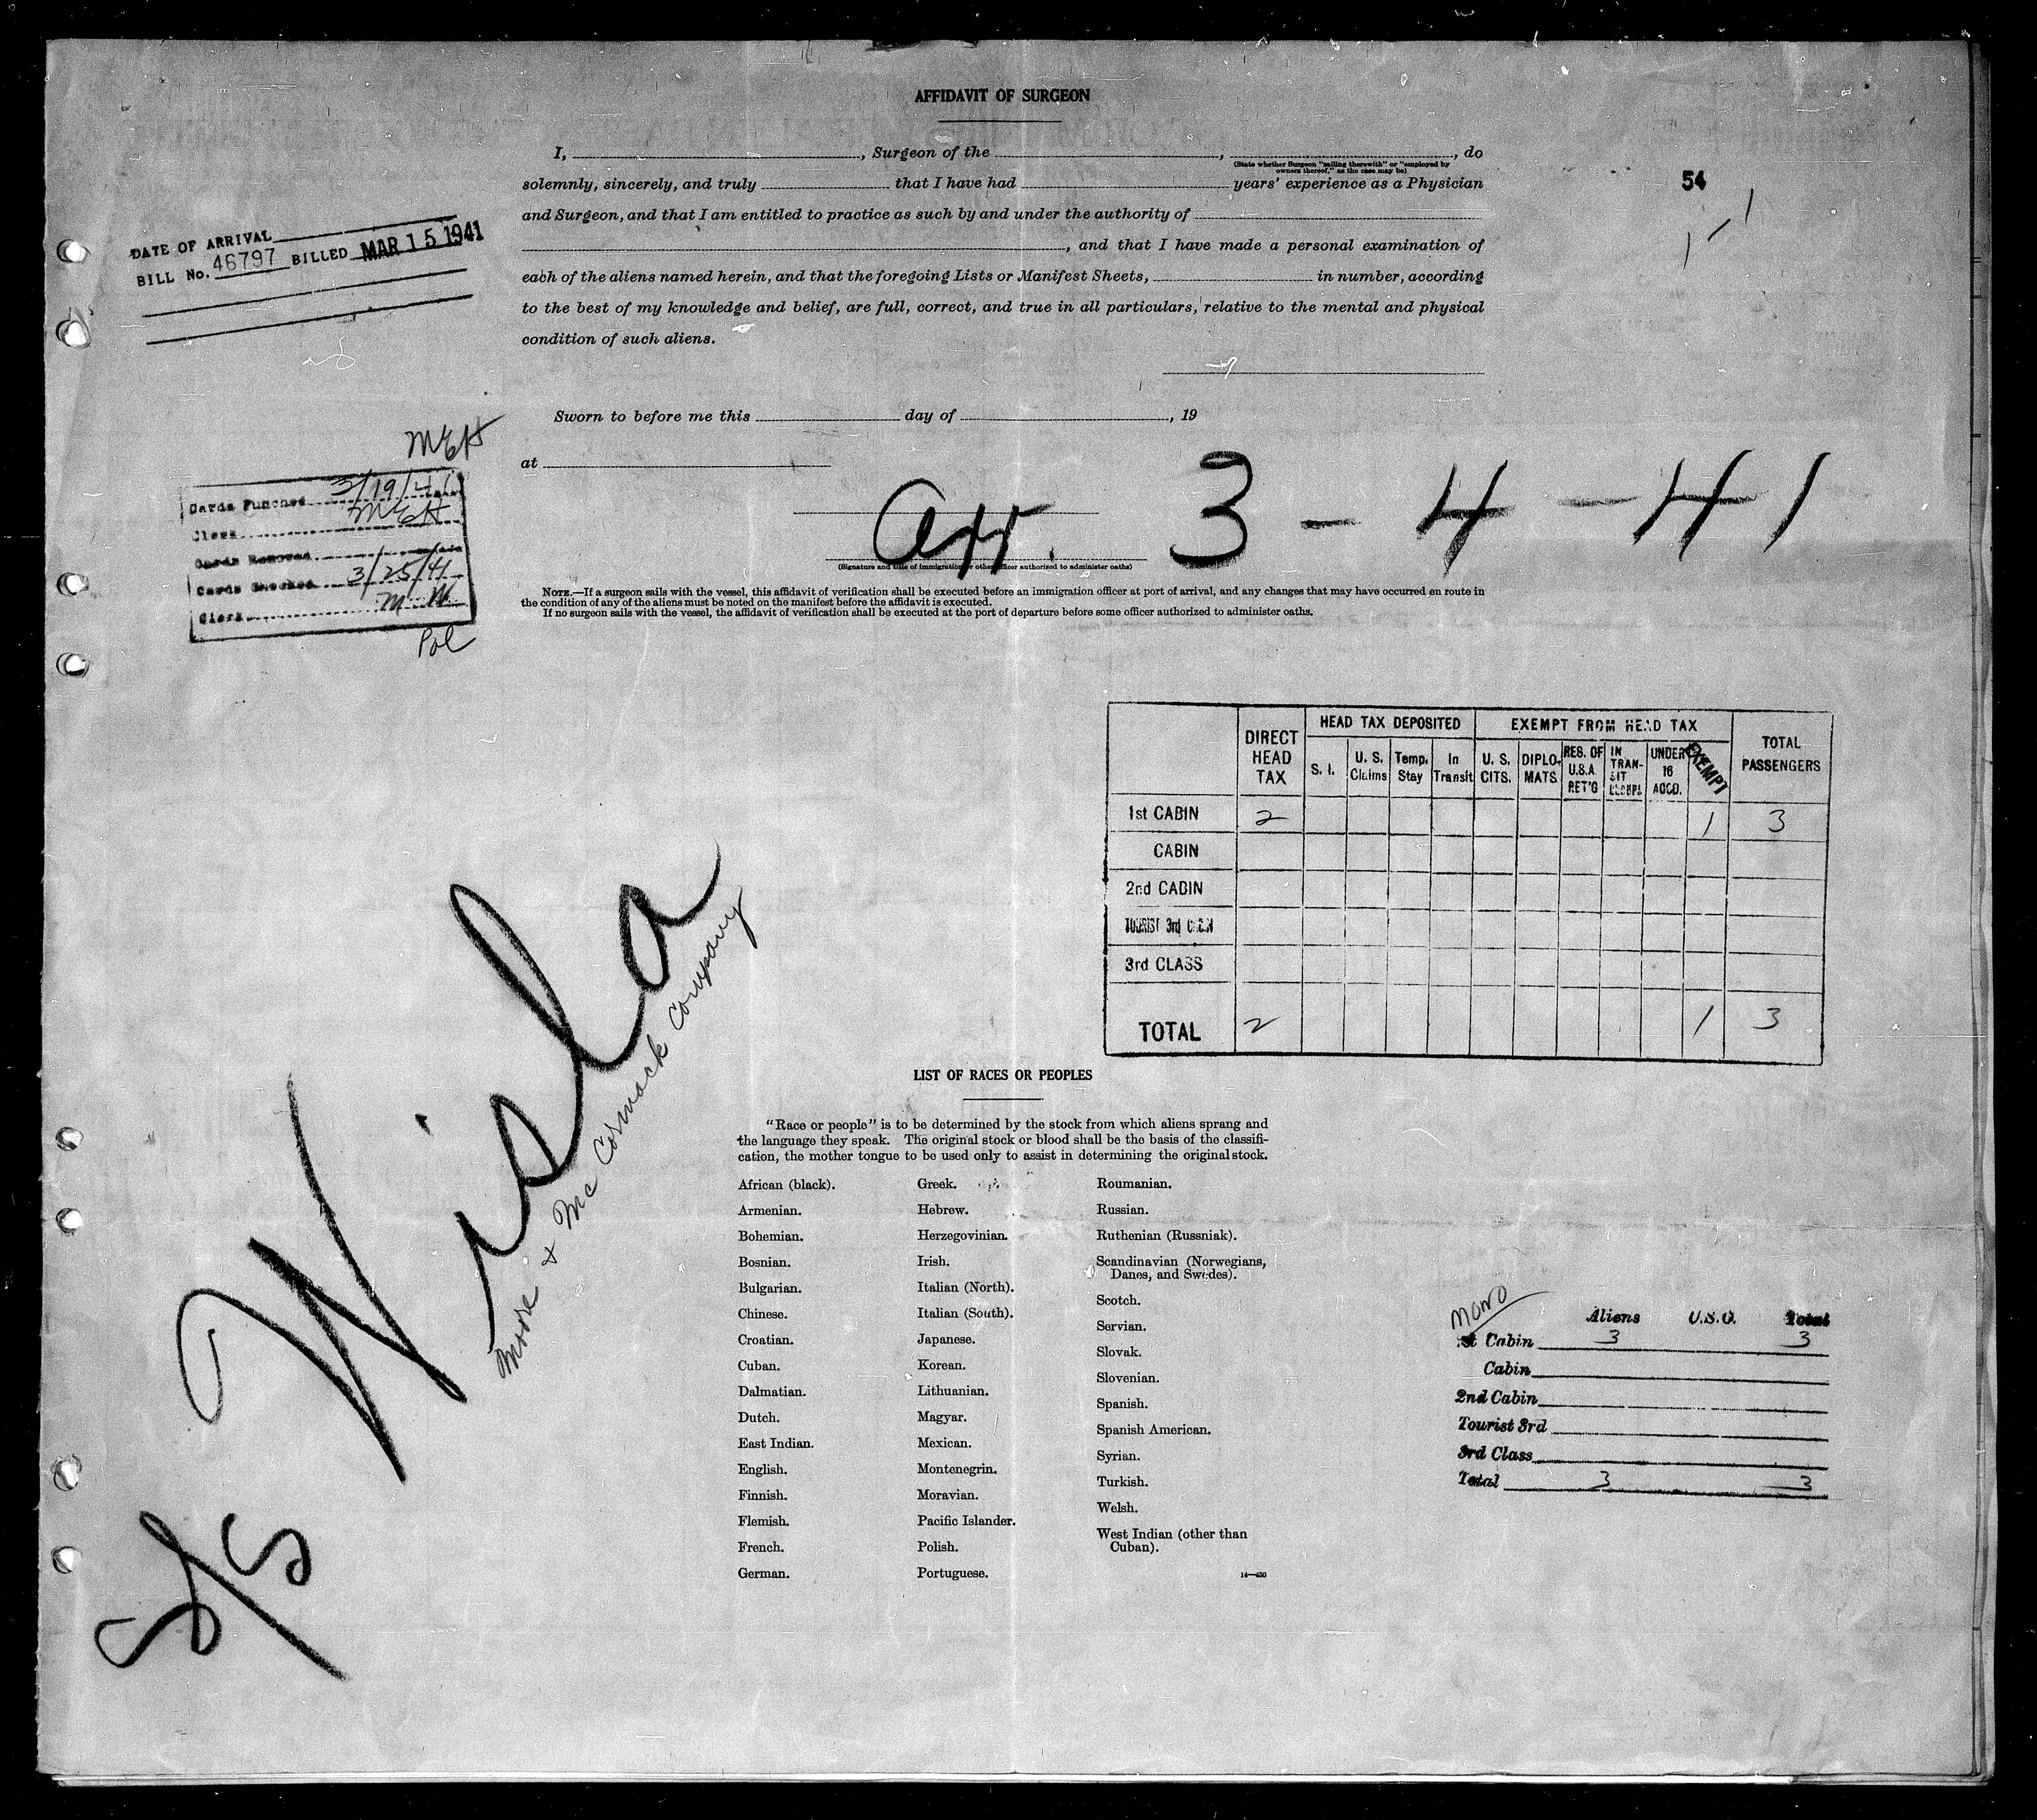 AFFIDAVIT OF SURGEON
I, , Surgeon of the , , do
(State whether Surgeon "sailing therewith" or "employed by
owners thereof," as the case may be)
solemnly, sincerely, and truly that I have had years' experience as a Physician
and Surgeon, and that I am entitled to practice as such by and under the authority of
, and that I have made a personal examination of
each of the aliens named herein, and that the foregoing Lists or Manifest Sheets, in number, according
to the best of my knowledge and belief, are full, correct, and true in all particulars, relative to the mental and physical
condition of such aliens.
54
DATE OF ARRIVAL
BILL No. 46797 BILLED MAR 15 1941
Sworn to before me this day of , 19
at
MEH
Cards Punched 3/19/41
Clerk MEH
Cards Removed
Cards Checked 3/25/41
Clerk M. M.
Pol
Arr. 3-4-41
(Signature and title of immigration or other officer authorized to administer oaths)
NOTE.—If a surgeon sails with the vessel, this affidavit of verification shall be executed before an immigration officer at port of arrival, and any changes that may have occurred en route in
the condition of any of the aliens must be noted on the manifest before the affidavit is executed.
If no surgeon sails with the vessel, the affidavit of verification shall be executed at the port of departure before some officer authorized to administer oaths.
DIRECT HEAD TAX
HEAD TAX DEPOSITED
S. I. U. S. Claims Temp. Stay In Transit
EXEMPT FROM HEAD TAX
U. S. CITS. DIPLO-MATS RES. OF U.S.A. RET'G IN TRAN-SIT UNDER 16 ACCD. EXEMPT
TOTAL PASSENGERS
1st CABIN 2 1 3
CABIN
2nd CABIN
TOURIST 3rd
3rd CLASS
TOTAL 2 1 3
S/S Wisla
Moore & McCormack Company
LIST OF RACES OR PEOPLES
"Race or people" is to be determined by the stock from which aliens sprang and
the language they speak. The original stock or blood shall be the basis of the classifi-
cation, the mother tongue to be used only to assist in determining the original stock.
African (black).
Armenian.
Bohemian.
Bosnian.
Bulgarian.
Chinese.
Croatian.
Cuban.
Dalmatian.
Dutch.
East Indian.
English.
Finnish.
Flemish.
French.
German.
Greek.
Hebrew.
Herzegovinian.
Irish.
Italian (North).
Italian (South).
Japanese.
Korean.
Lithuanian.
Magyar.
Mexican.
Montenegrin.
Moravian.
Pacific Islander.
Polish.
Portuguese.
Roumanian.
Russian.
Ruthenian (Russniak).
Scandinavian (Norwegians,
Danes, and Swedes).
Scotch.
Servian.
Slovak.
Slovenian.
Spanish.
Spanish American.
Syrian.
Turkish.
Welsh.
West Indian (other than
Cuban).
14—430
Aliens U.S.C. Total
1st Cabin 3 3
Cabin
2nd Cabin
Tourist 3rd
3rd Class
Total 3 3